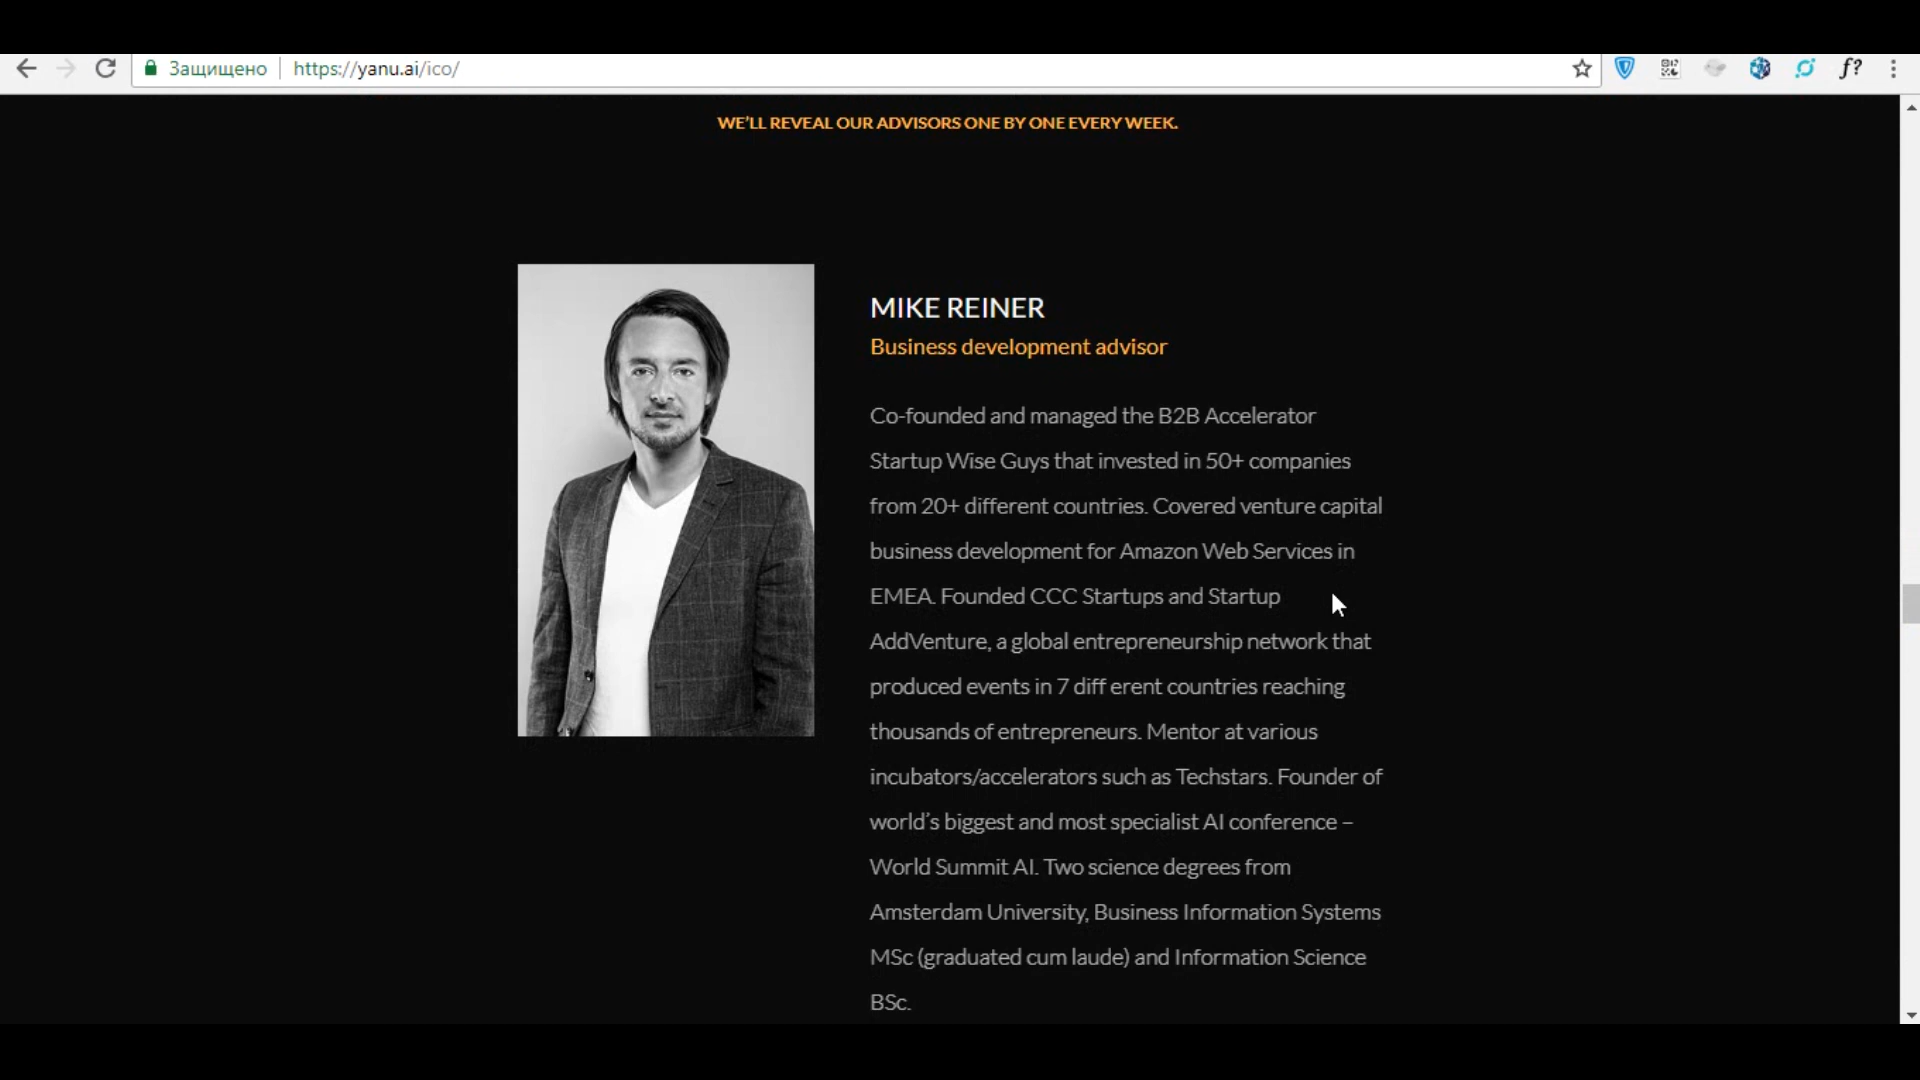 Защищено
https://yanu.ai/ico/
f?
WE'LL REVEAL OUR ADVISORS ONE BY ONE EVERY WEEK.
MIKE REINER
Business development advisor
Co-founded and managed the B2B Accelerator
Startup Wise Guys that invested in 50+ companies
from 20+ different countries. Covered venture capital
business development for Amazon Web Services in
EMEA. Founded CCC Startups and Startup
AddVenture, a global entrepreneurship network that
produced events in 7 diff erent countries reaching
thousands of entrepreneurs. Mentor at various
incubators/accelerators such as Techstars. Founder of
world's biggest and most specialist AI conference –
World Summit AI. Two science degrees from
Amsterdam University, Business Information Systems
MSc (graduated cum laude) and Information Science
BSc.